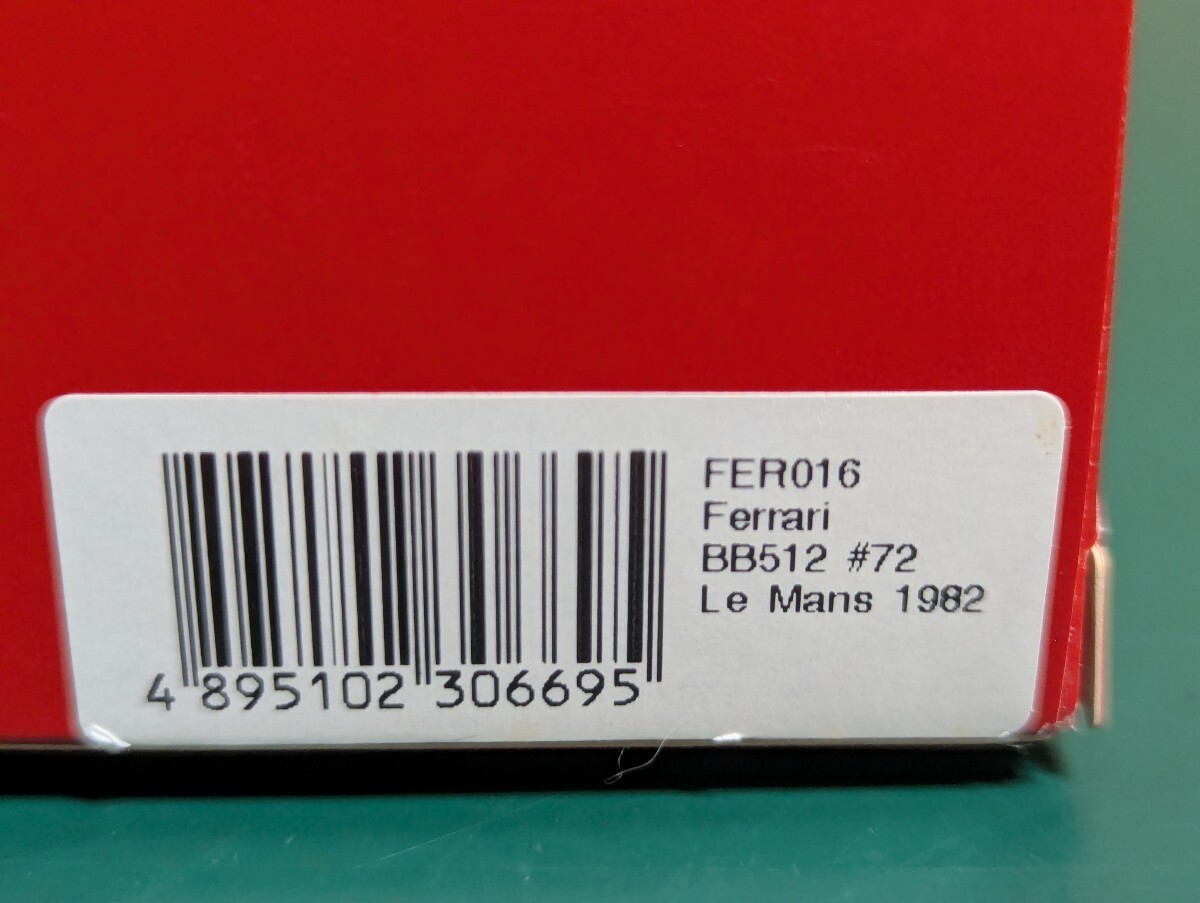 FER016
Ferrari
BB512 #72
Le Mans 1982
4 895102 306695